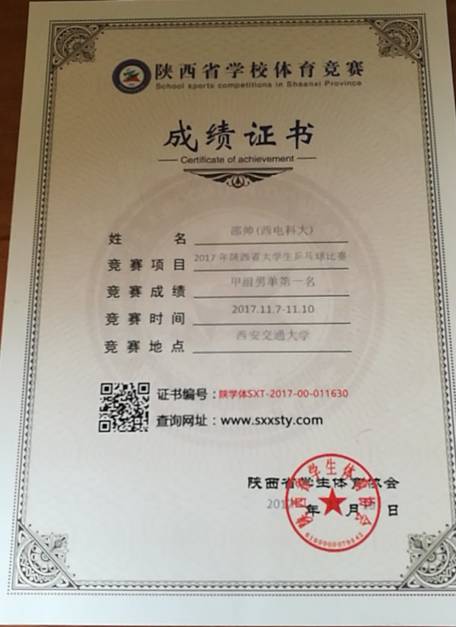 陕西省学校体育竞赛
School sports competitions in Shaanxi Province
成绩证书
Certificate of achievement
姓 名 邵帅(西电科大)
竞赛项目 2017年陕西省大学生乒乓球比赛
竞赛成绩 甲组男单第一名
竞赛时间 2017.11.7-11.10
竞赛地点 西安交通大学
证书编号：陕学体SXT-2017-00-011630
查询网址：www.sxxsty.com
陕西省学生体育协会
年 月 日